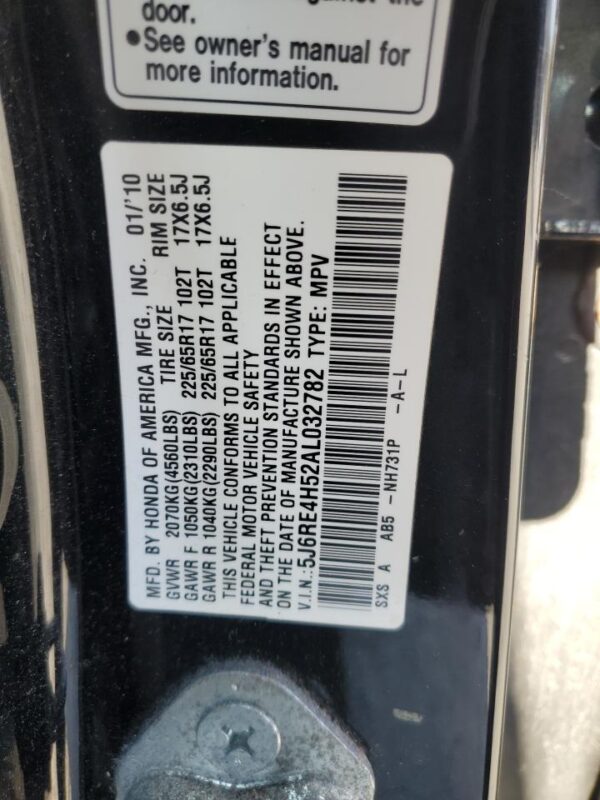 door.
●See owner's manual for
more information.
MFD. BY HONDA OF AMERICA MFG., INC. 01/'10
GVWR 2070KG(4560LBS) TIRE SIZE RIM SIZE
GAWR F 1050KG(2310LBS) 225/65R17 102T 17X6.5J
GAWR R 1040KG(2290LBS) 225/65R17 102T 17X6.5J
THIS VEHICLE CONFORMS TO ALL APPLICABLE
FEDERAL MOTOR VEHICLE SAFETY
AND THEFT PREVENTION STANDARDS IN EFFECT
ON THE DATE OF MANUFACTURE SHOWN ABOVE.
V.I.N.:5J6RE4H52AL032782 TYPE: MPV
SXS A AB5 -NH731P -A-L